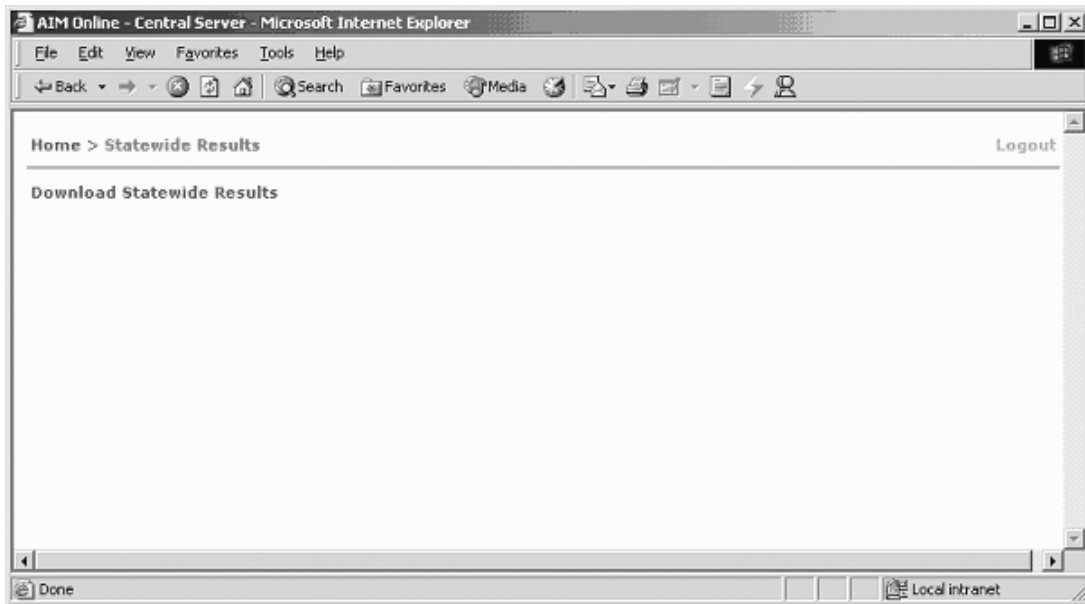 AIM Online - Central Server - Microsoft Internet Explorer
File Edit View Favorites Tools Help
Back Search Favorites Media
Home > Statewide Results Logout
Download Statewide Results
Done Local intranet